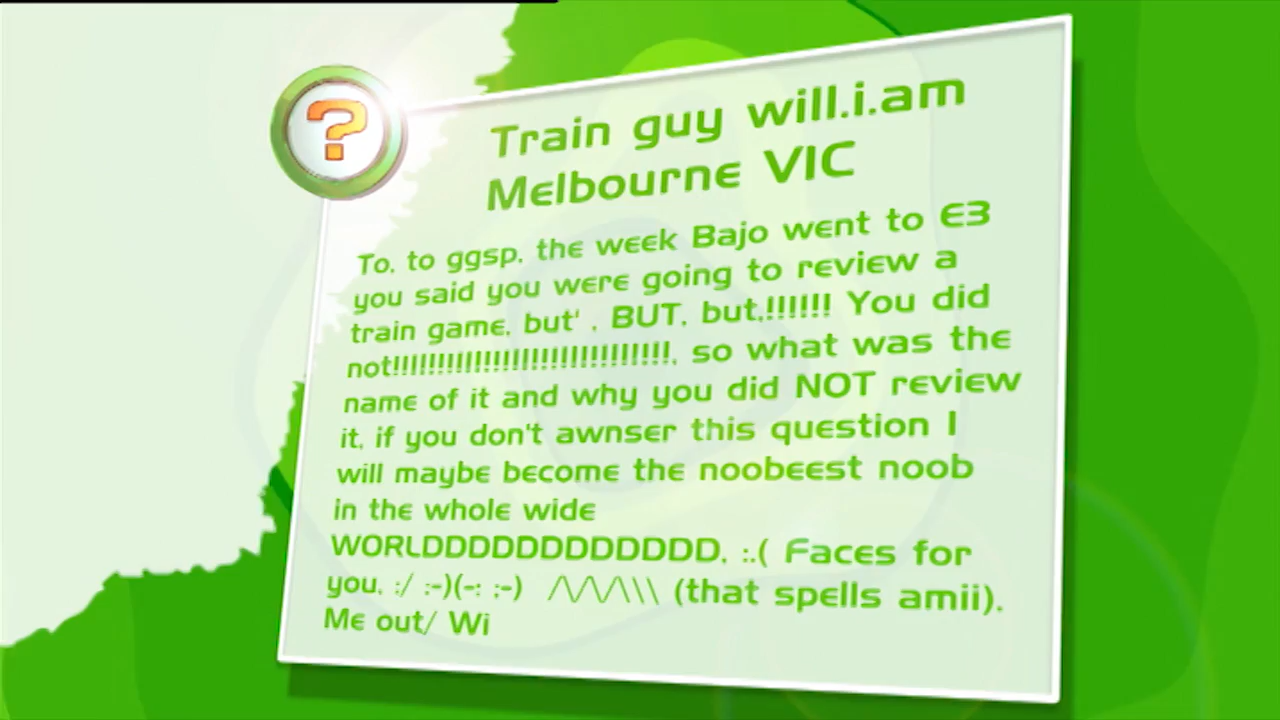 ?
Train guy will.i.am
Melbourne VIC
To, to ggsp, the week Bajo went to E3
you said you were going to review a
train game, but' , BUT, but,!!!!!! You did
not!!!!!!!!!!!!!!!!!!!!!!!!!!!!!!!, so what was the
name of it and why you did NOT review
it, if you don't awnser this question I
will maybe become the noobeest noob
in the whole wide
WORLDDDDDDDDDDDDD, :.( Faces for
you, :/ :-)(-: ;-) /\/\/\\\ (that spells amii).
Me out/ Wi